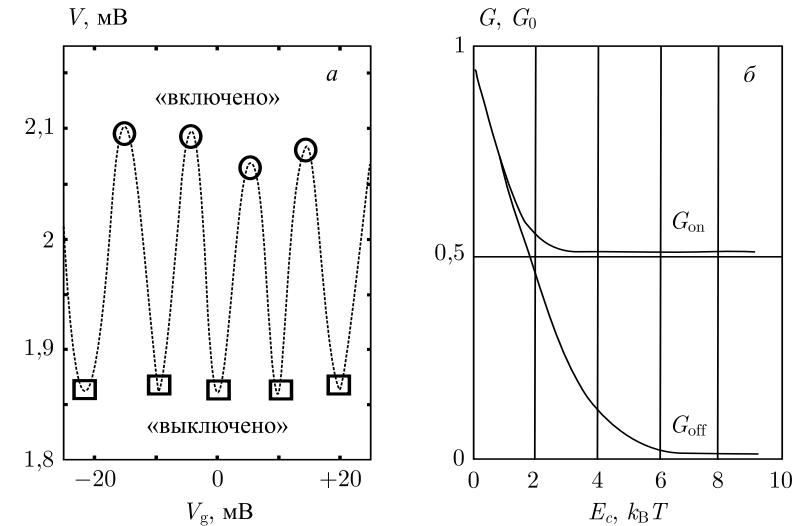 V, мВ
а
«включено»
2,1
2
1,9
1,8
«выключено»
−20 0 +20
V_g, мВ
G, G_0
б
1
0,5
0
G_on
G_off
0 2 4 6 8 10
E_c, k_BT